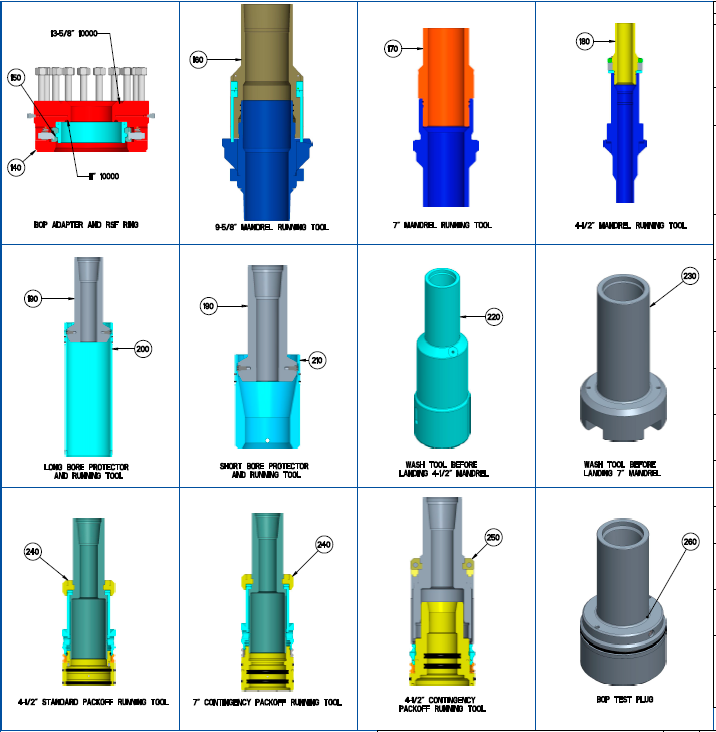 13-5/8" 10000
150
140
11" 10000
BOP ADAPTER AND RSF RING
160
9-5/8" MANDREL RUNNING TOOL
170
7" MANDREL RUNNING TOOL
180
4-1/2" MANDREL RUNNING TOOL
190
200
LONG BORE PROTECTOR
AND RUNNING TOOL
190
210
SHORT BORE PROTECTOR
AND RUNNING TOOL
220
WASH TOOL BEFORE
LANDING 4-1/2" MANDREL
230
WASH TOOL BEFORE
LANDING 7" MANDREL
240
4-1/2" STANDARD PACKOFF RUNNING TOOL
240
7" CONTINGENCY PACKOFF RUNNING TOOL
250
4-1/2" CONTINGENCY
PACKOFF RUNNING TOOL
260
BOP TEST PLUG